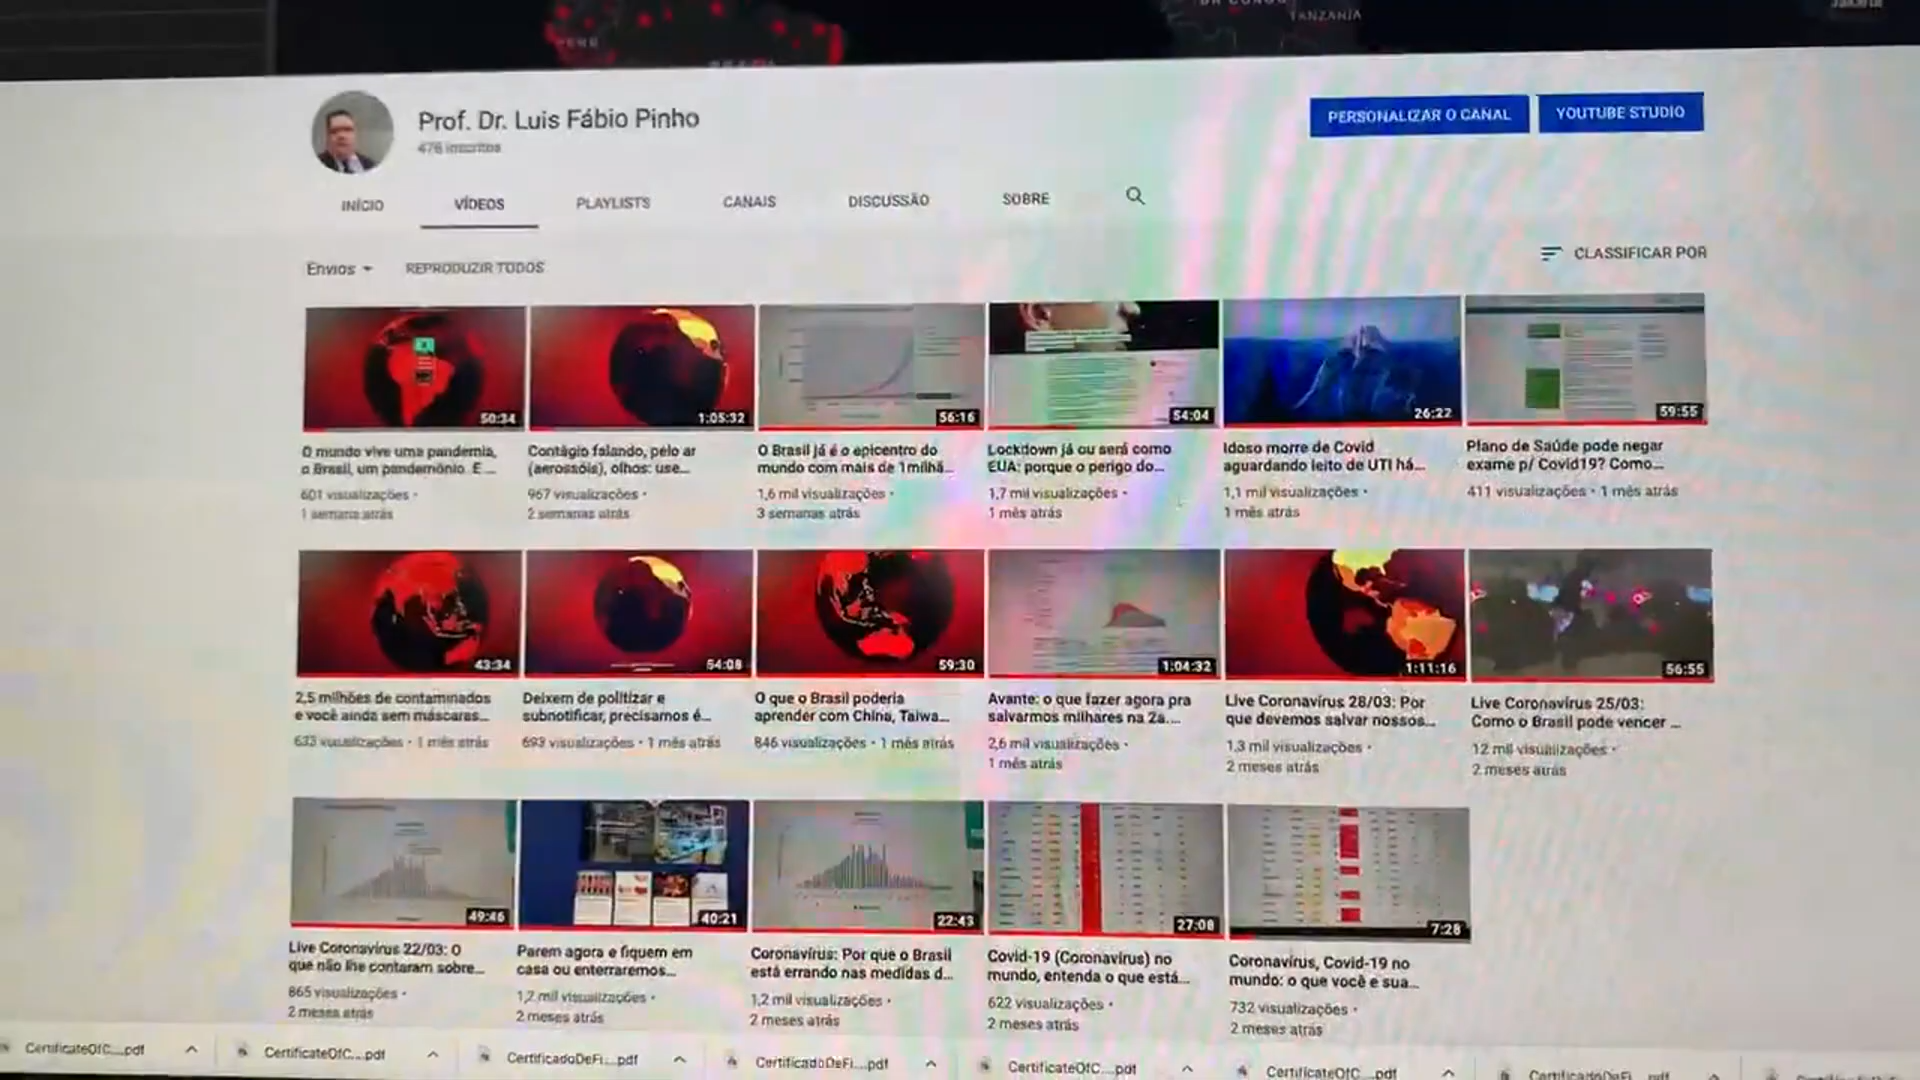 TANZANIA
Prof. Dr. Luis Fábio Pinho
476 inscritos
PERSONALIZAR O CANAL
YOUTUBE STUDIO
INÍCIO
VÍDEOS
PLAYLISTS
CANAIS
DISCUSSÃO
SOBRE
Envios
REPRODUZIR TODOS
CLASSIFICAR POR
50:34
1:05:32
56:16
54:04
26:22
59:55
O mundo vive uma pandemia,
o Brasil, um pandemônio. E ...
601 visualizações •
1 semana atrás
Contágio falando, pelo ar
(aerossóis), olhos: use...
967 visualizações •
2 semanas atrás
O Brasil já é o epicentro do
mundo com mais de 1milhã...
1,6 mil visualizações •
3 semanas atrás
Lockdown já ou será como
EUA: porque o perigo do...
1,7 mil visualizações •
1 mês atrás
Idoso morre de Covid
aguardando leito de UTI há...
1,1 mil visualizações •
1 mês atrás
Plano de Saúde pode negar
exame p/ Covid19? Como...
411 visualizações • 1 mês atrás
43:34
54:08
59:30
1:04:32
1:11:16
56:55
2,5 milhões de contaminados
e você ainda sem máscaras...
633 visualizações • 1 mês atrás
Deixem de politizar e
subnotificar, precisamos é...
693 visualizações • 1 mês atrás
O que o Brasil poderia
aprender com China, Taiwa...
846 visualizações • 1 mês atrás
Avante: o que fazer agora pra
salvarmos milhares na 2a....
2,6 mil visualizações •
1 mês atrás
Live Coronavírus 28/03: Por
que devemos salvar nossos...
1,3 mil visualizações •
2 meses atrás
Live Coronavírus 25/03:
Como o Brasil pode vencer ...
12 mil visualizações •
2 meses atrás
49:46
40:21
22:43
27:08
7:28
Live Coronavírus 22/03: O
que não lhe contaram sobre...
865 visualizações •
2 meses atrás
Parem agora e fiquem em
casa ou enterraremos...
1,2 mil visualizações •
2 meses atrás
Coronavírus: Por que o Brasil
está errando nas medidas d...
1,2 mil visualizações •
2 meses atrás
Covid-19 (Coronavírus) no
mundo, entenda o que está...
622 visualizações •
2 meses atrás
Coronavírus, Covid-19 no
mundo: o que você e sua...
732 visualizações •
2 meses atrás
CertificateOfC....pdf
CertificateOfC....pdf
CertificadoDeFi....pdf
CertificadoDeFi....pdf
CertificateOfC....pdf
CertificateOfC....pdf
CertificadoDeFi....pdf